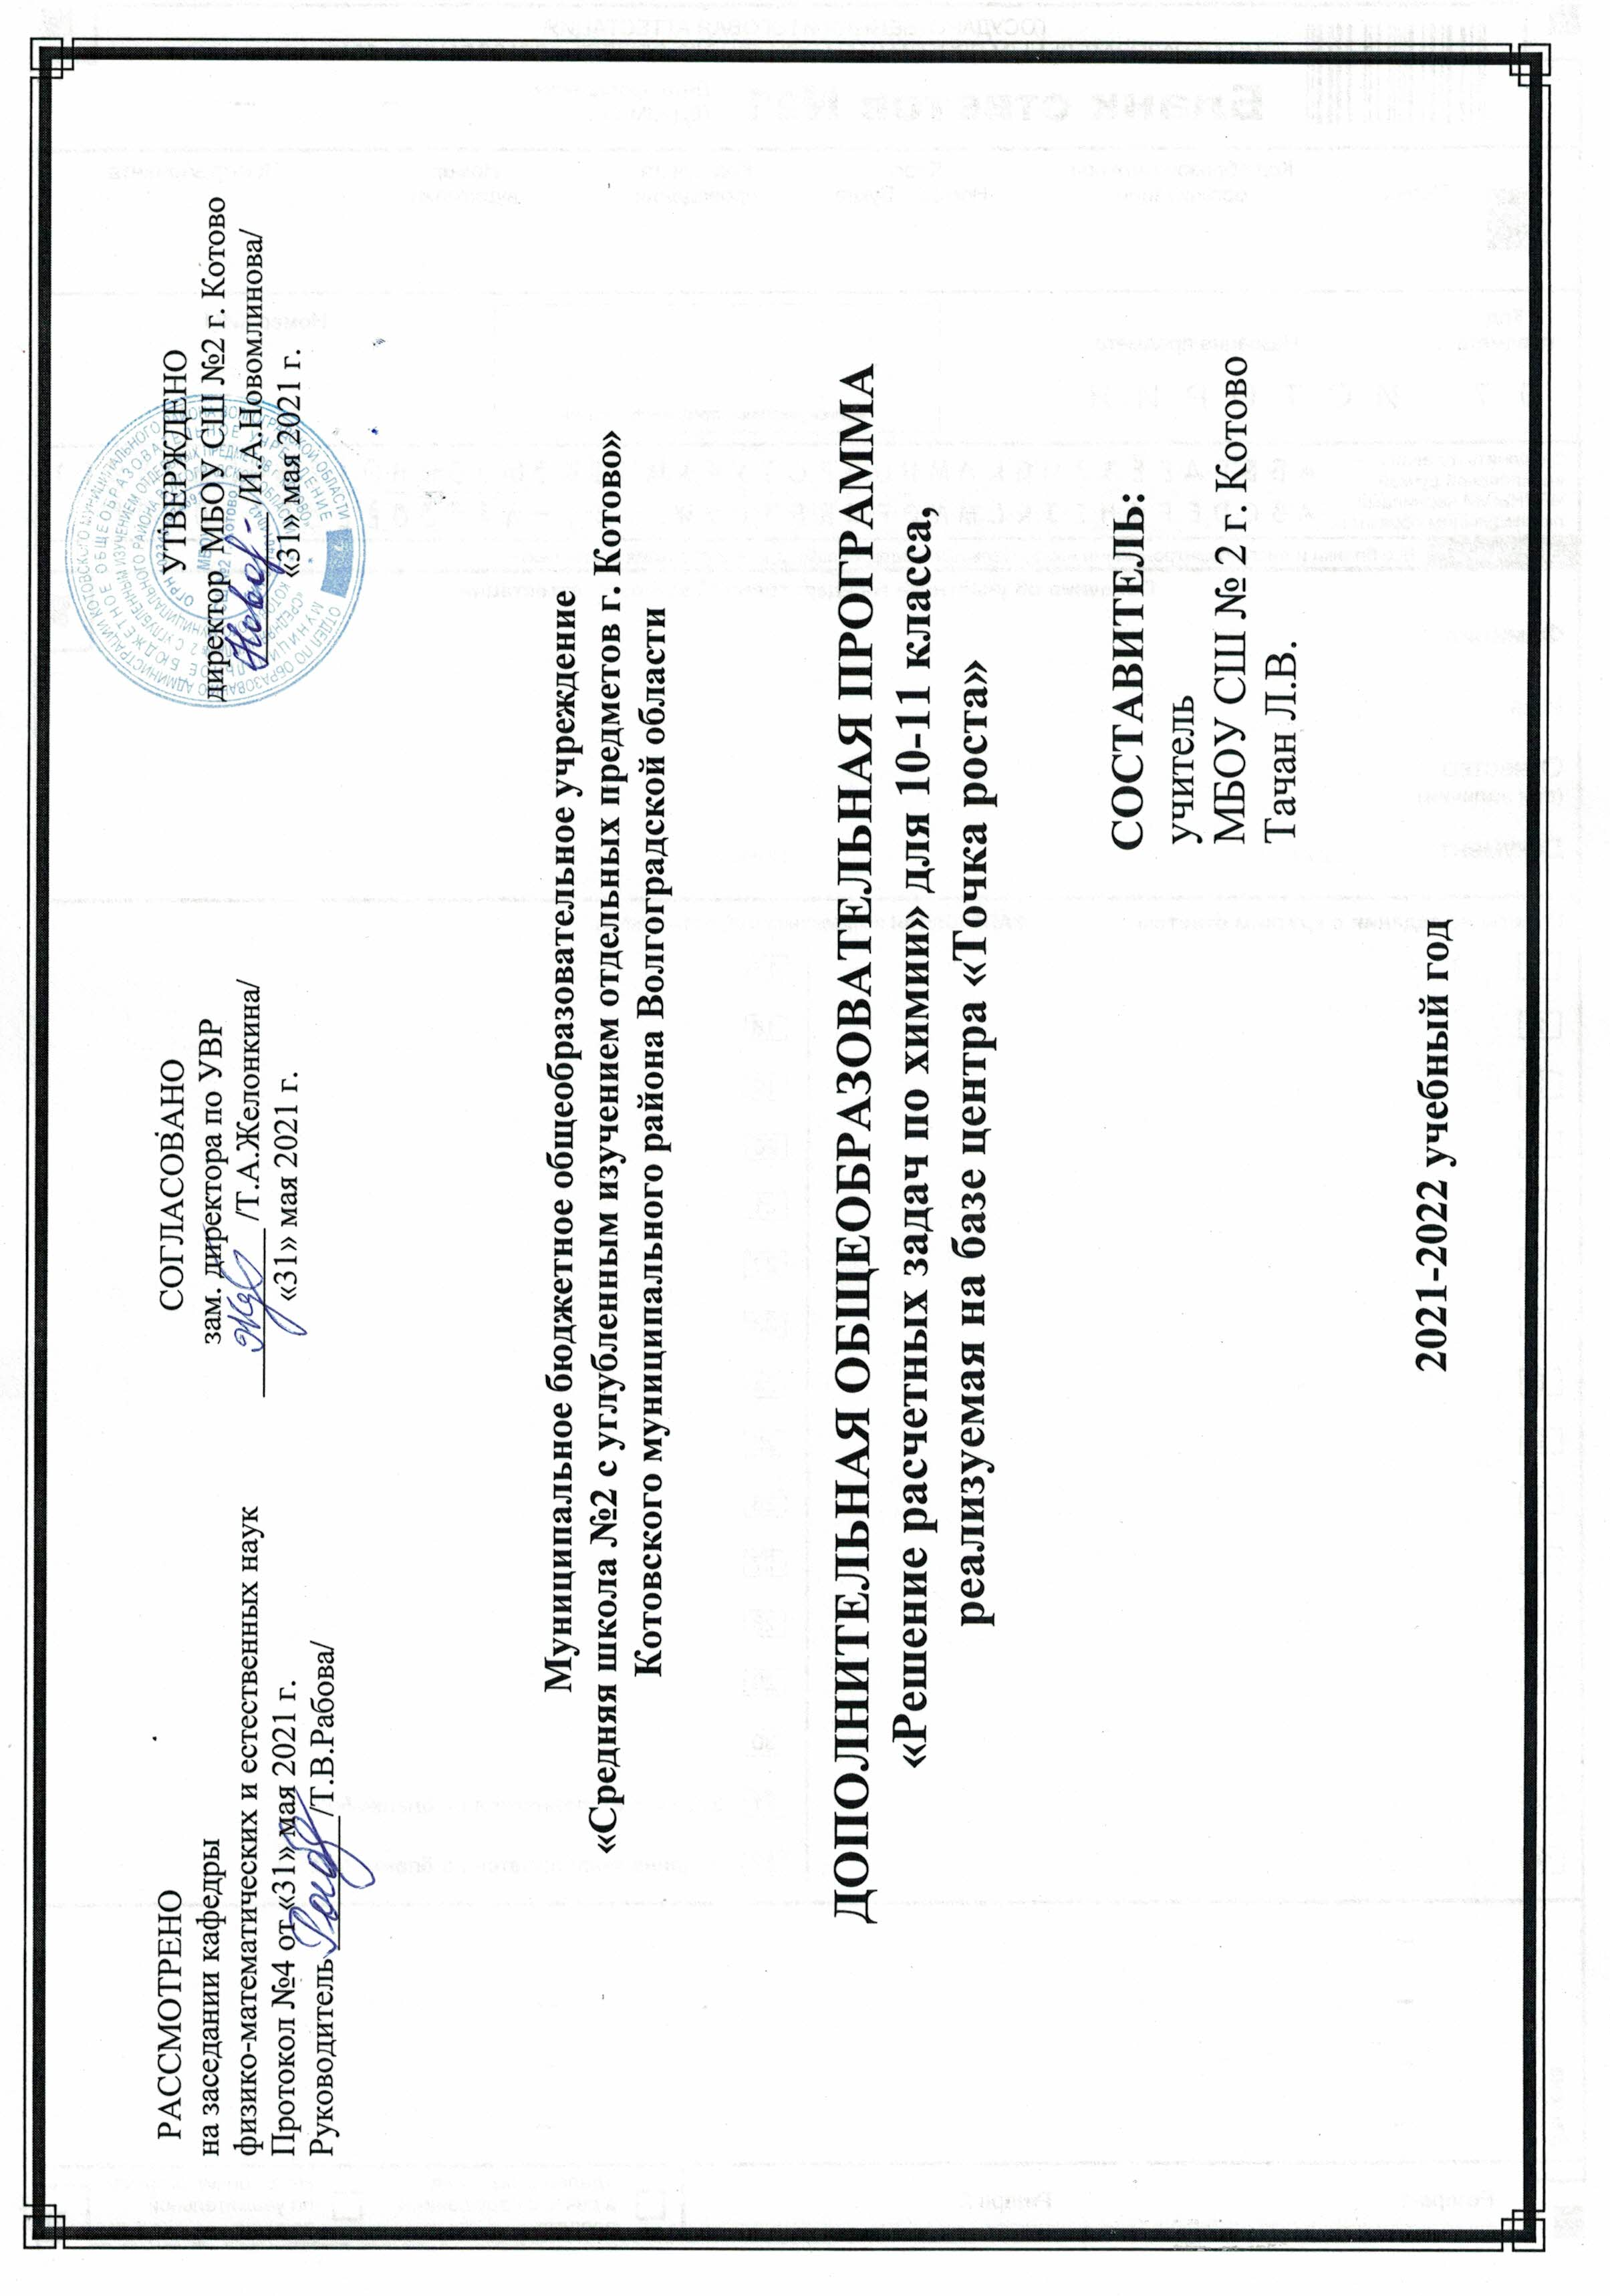 РАССМОТРЕНО
на заседании кафедры
физико-математических и естественных наук
Протокол №4 от «31» мая 2021 г.
Руководитель /Т.В.Рабова/
СОГЛАСОВАНО
зам. директора по УВР
/Т.А.Желонкина/
«31» мая 2021 г.
УТВЕРЖДЕНО
директор МБОУ СШ №2 г. Котово
/И.А.Новомлинова/
«31» мая 2021 г.
Муниципальное бюджетное общеобразовательное учреждение
«Средняя школа №2 с углубленным изучением отдельных предметов г. Котово»
Котовского муниципального района Волгоградской области
ДОПОЛНИТЕЛЬНАЯ ОБЩЕОБРАЗОВАТЕЛЬНАЯ ПРОГРАММА
«Решение расчетных задач по химии» для 10-11 класса,
реализуемая на базе центра «Точка роста»
СОСТАВИТЕЛЬ:
учитель
МБОУ СШ № 2 г. Котово
Тачан Л.В.
2021-2022 учебный год